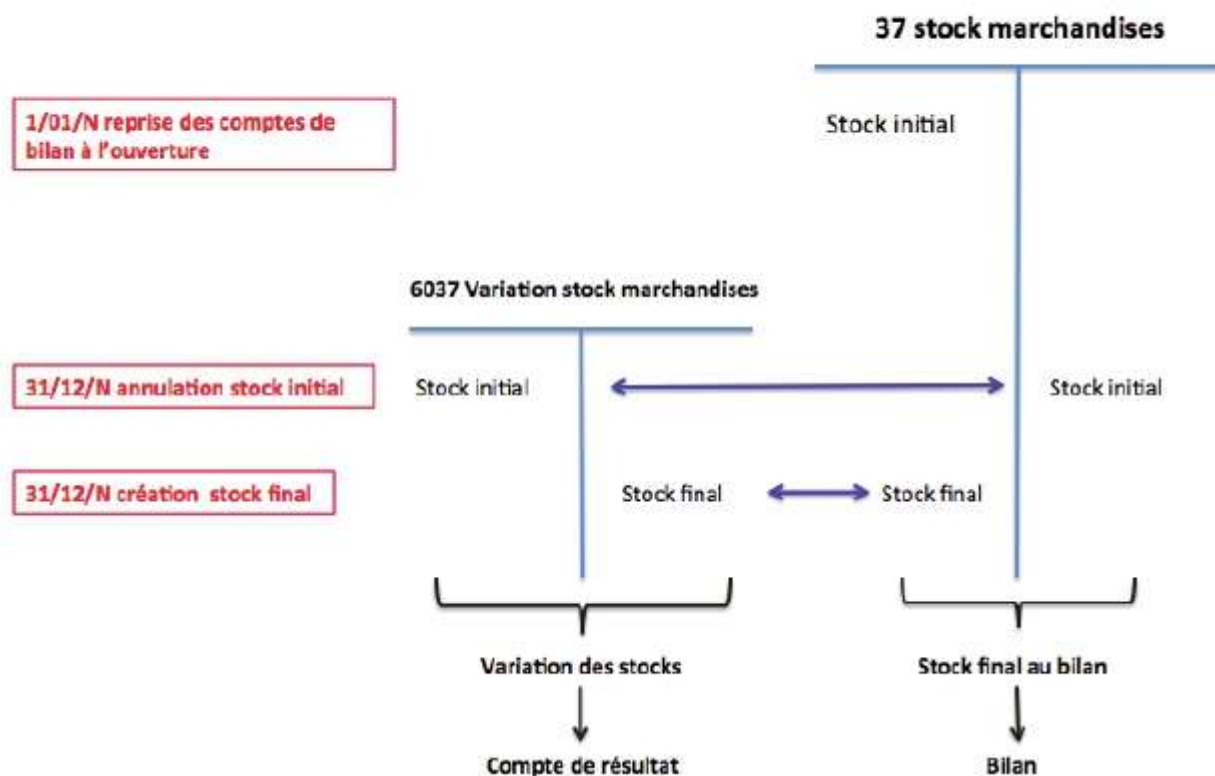 37 stock marchandises
1/01/N reprise des comptes de
bilan à l'ouverture
Stock initial
6037 Variation stock marchandises
31/12/N annulation stock initial
Stock initial
Stock initial
31/12/N création stock final
Stock final
Stock final
Variation des stocks
Stock final au bilan
Compte de résultat
Bilan